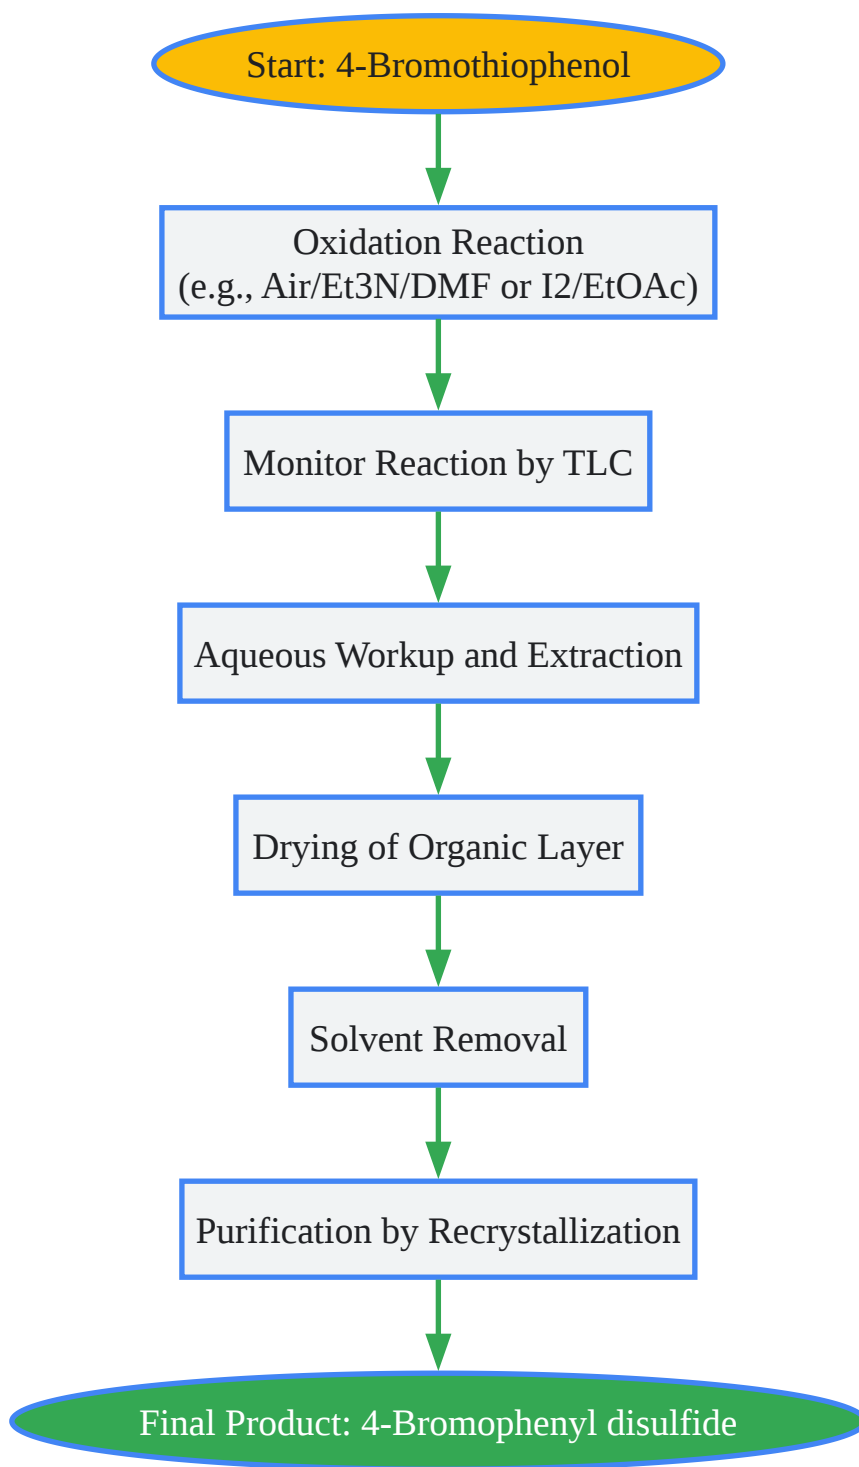 Start: 4-Bromothiophenol
Oxidation Reaction
(e.g., Air/Et3N/DMF or I2/EtOAc)
Monitor Reaction by TLC
Aqueous Workup and Extraction
Drying of Organic Layer
Solvent Removal
Purification by Recrystallization
Final Product: 4-Bromophenyl disulfide